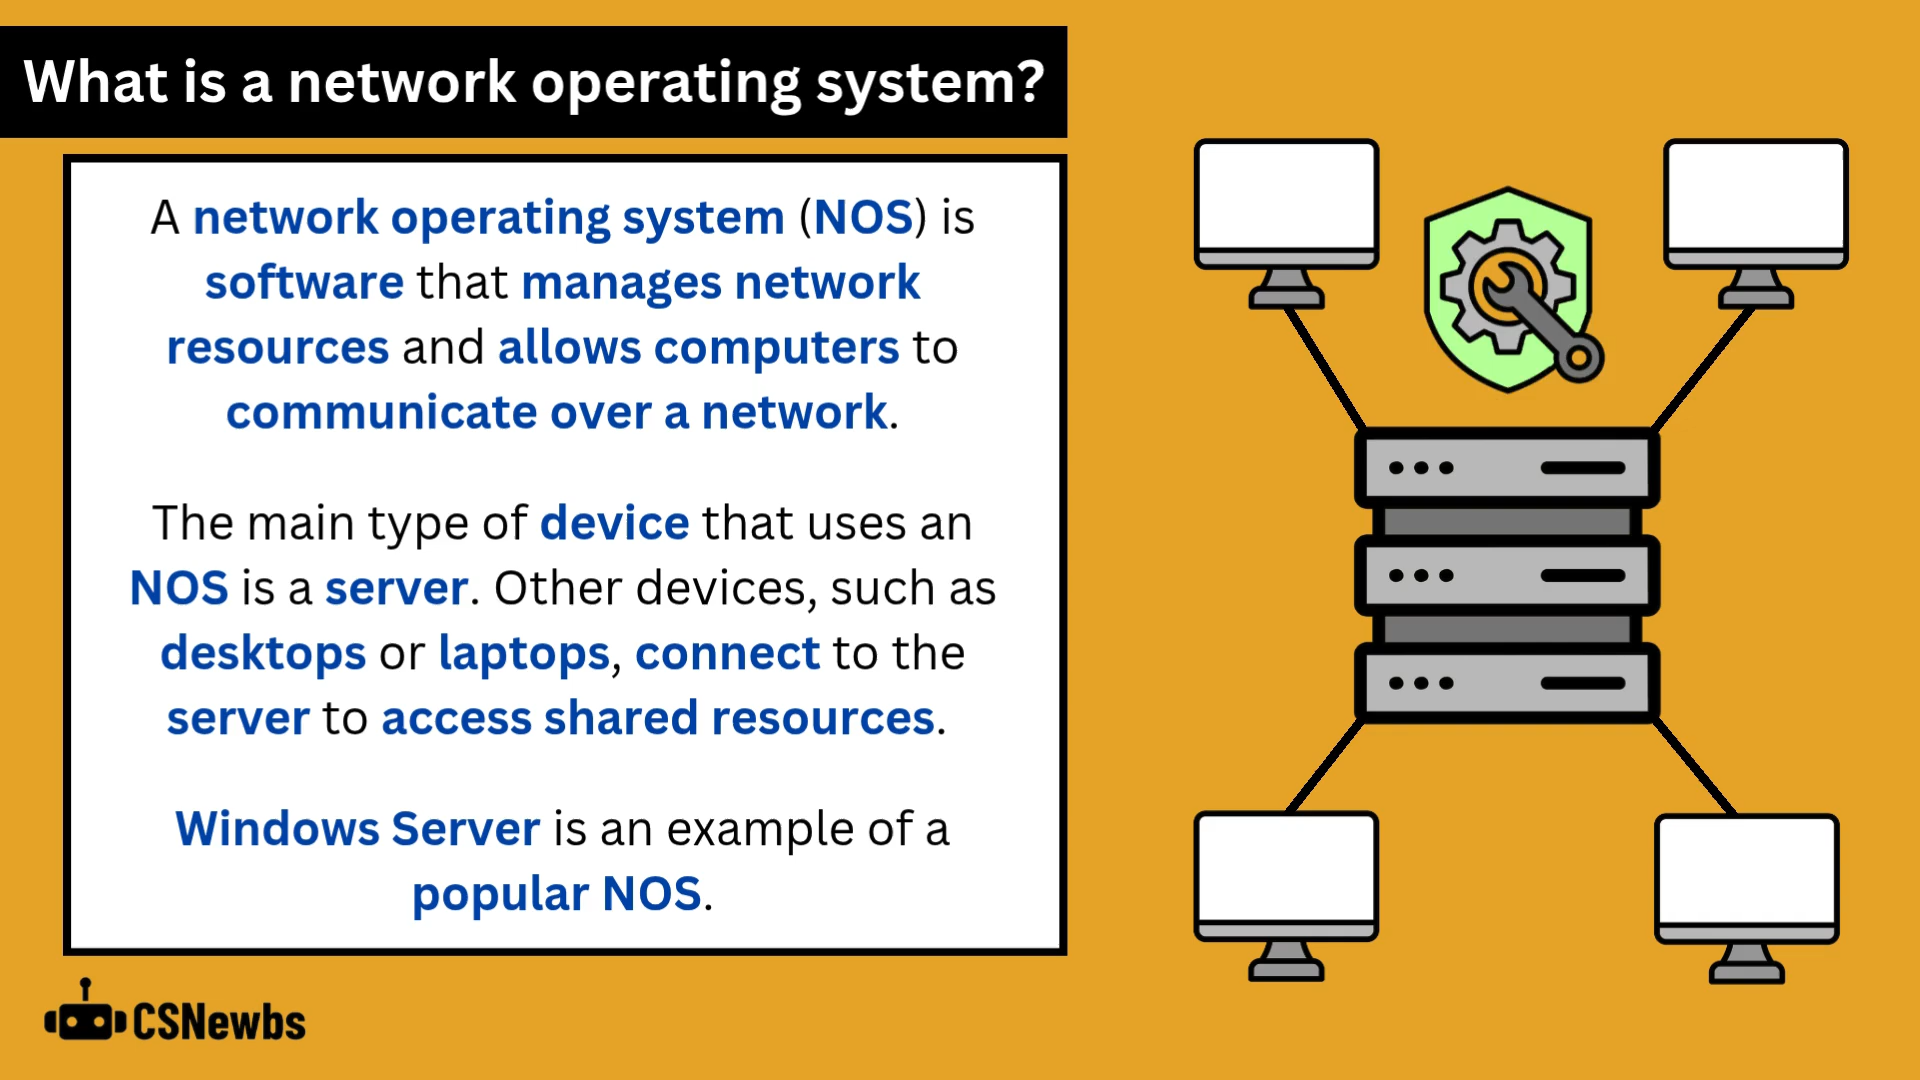 What is a network operating system?
A network operating system (NOS) is
software that manages network
resources and allows computers to
communicate over a network.
The main type of device that uses an
NOS is a server. Other devices, such as
desktops or laptops, connect to the
server to access shared resources.
Windows Server is an example of a
popular NOS.
CSNewbs